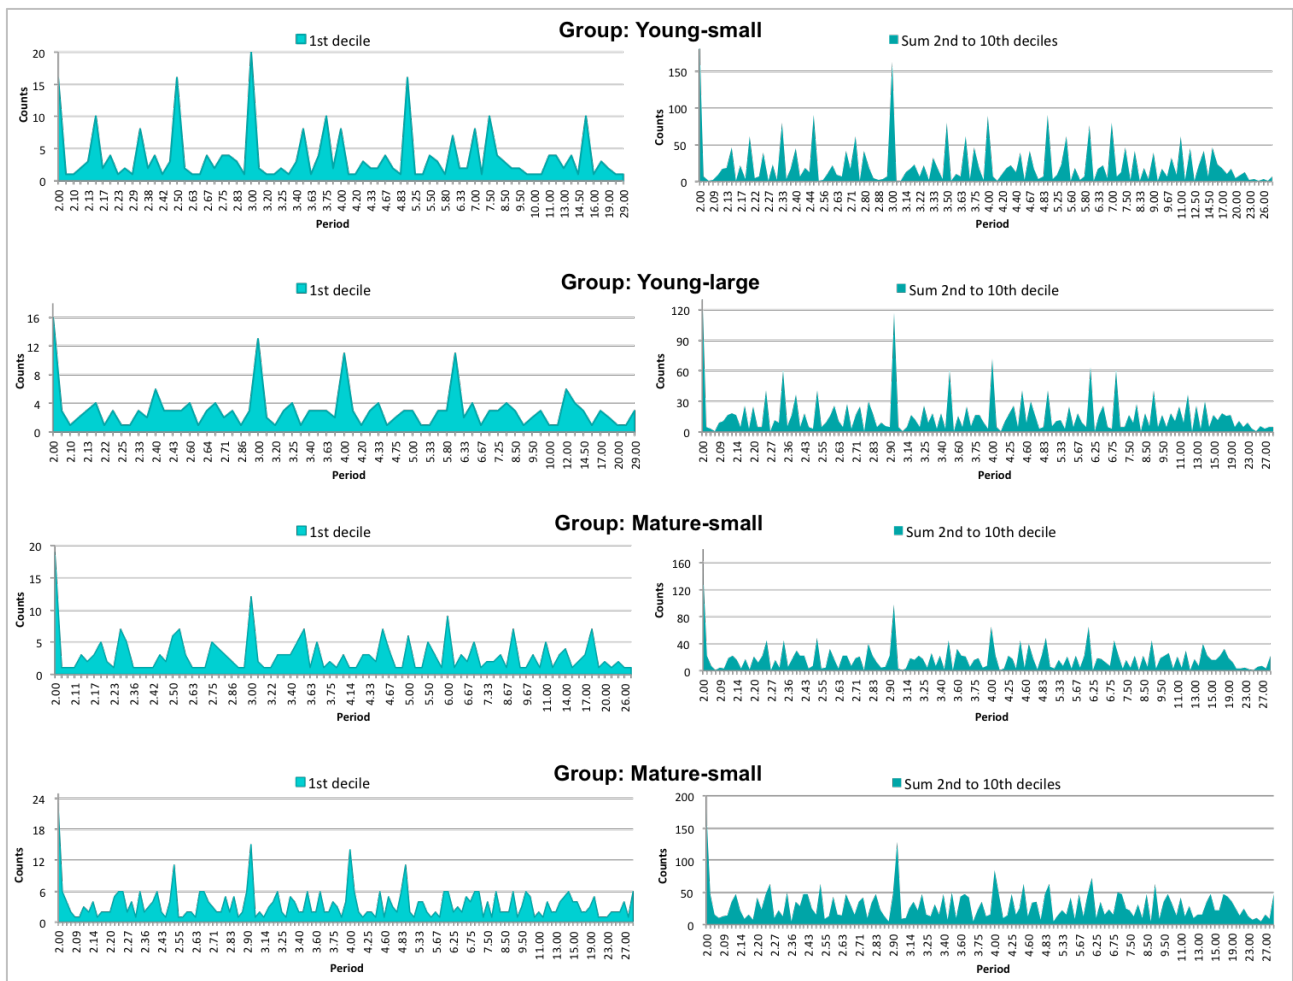 Group: Young-small
1st decile
Sum 2nd to 10th deciles
Counts
20
15
10
5
0
2.00 2.10 2.13 2.23 2.38 2.42 2.50 2.63 2.67 2.75 2.83 3.00 3.25 3.40 3.63 3.75 4.00 4.20 4.67 4.83 5.25 6.00 6.33 7.00 7.50 8.50 9.50 10.00 11.00 13.00 14.50 16.00 19.00 29.00
Period
Counts
150
100
50
0
2.00 2.09 2.13 2.17 2.22 2.27 2.33 2.38 2.44 2.56 2.63 2.71 2.80 2.88 3.00 3.14 3.22 3.33 3.50 3.63 3.75 4.00 4.20 4.40 4.67 4.83 5.25 5.60 5.80 6.33 7.00 7.50 8.33 9.00 9.67 11.00 12.50 14.50 17.00 20.00 23.00 26.00
Period
Group: Young-large
1st decile
Sum 2nd to 10th decile
Counts
16
12
8
4
0
2.00 2.10 2.13 2.22 2.25 2.33 2.40 2.43 2.60 2.64 2.71 2.86 3.00 3.20 3.25 3.40 3.63 4.00 4.20 4.33 4.75 5.00 5.33 5.80 6.33 6.67 7.33 8.50 9.50 10.00 12.00 14.50 17.00 20.00 29.00
Period
Counts
120
90
60
30
0
2.00 2.09 2.14 2.20 2.27 2.36 2.43 2.55 2.63 2.71 2.83 2.90 3.14 3.25 3.40 3.60 3.75 4.00 4.25 4.60 4.83 5.33 5.67 6.25 6.75 7.50 8.50 9.50 11.00 13.00 15.00 19.00 23.00 27.00
Period
Group: Mature-small
1st decile
Sum 2nd to 10th decile
Counts
20
15
10
5
0
2.00 2.11 2.17 2.23 2.29 2.36 2.42 2.50 2.63 2.75 2.86 3.00 3.22 3.40 3.63 3.75 4.14 4.33 4.67 5.00 5.50 6.00 6.33 7.33 8.67 9.67 11.00 14.00 17.00 20.00 26.00
Period
Counts
160
120
80
40
0
2.00 2.09 2.14 2.20 2.27 2.36 2.43 2.55 2.63 2.71 2.83 2.90 3.14 3.25 3.40 3.60 3.75 4.00 4.25 4.60 4.83 5.33 5.67 6.25 6.75 7.50 8.50 9.50 11.00 13.00 15.00 19.00 23.00 27.00
Period
Group: Mature-small
1st decile
Sum 2nd to 10th deciles
Counts
24
18
12
6
0
2.00 2.09 2.14 2.20 2.27 2.36 2.43 2.55 2.63 2.71 2.83 2.90 3.14 3.25 3.40 3.60 3.75 4.00 4.25 4.60 4.83 5.33 5.67 6.25 6.75 7.50 8.50 9.50 11.00 13.00 15.00 19.00 23.00 27.00
Period
Counts
200
150
100
50
0
2.00 2.09 2.14 2.20 2.27 2.36 2.43 2.55 2.63 2.71 2.83 2.90 3.14 3.25 3.40 3.60 3.75 4.00 4.25 4.60 4.83 5.33 5.67 6.25 6.75 7.50 8.50 9.50 11.00 13.00 15.00 19.00 23.00 27.00
Period